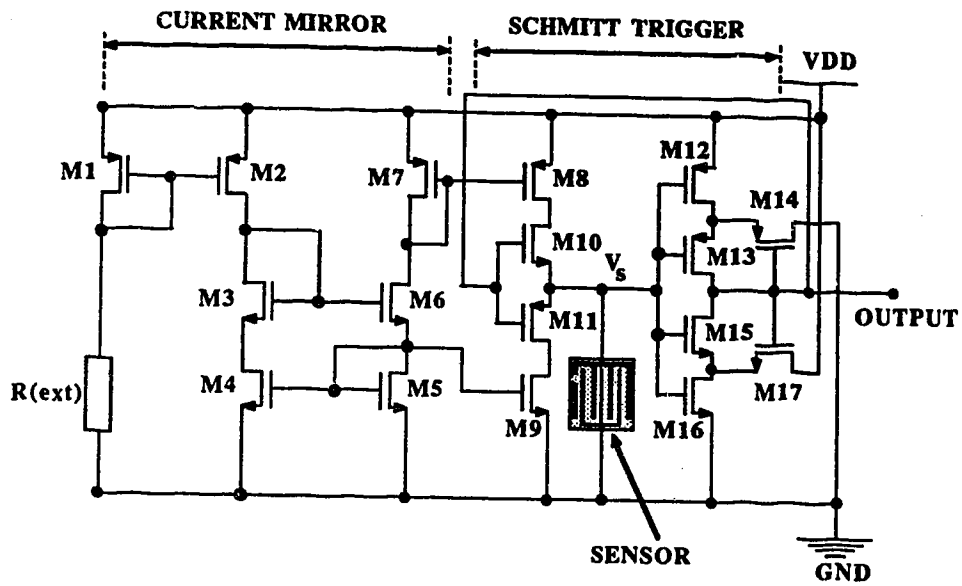 CURRENT MIRROR
SCHMITT TRIGGER
VDD
M1
M2
M7
M8
M12
M14
M10
M13
Vs
M3
M6
M11
M15
OUTPUT
R(ext)
M4
M5
M9
M16
M17
SENSOR
GND